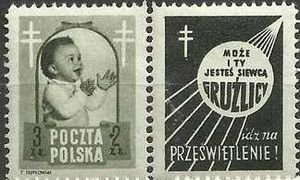 3 ZŁ POCZTA 2 ZŁ
POLSKA
MOŻE
I TY
JESTEŚ SIEWCĄ
GRUŹLICY
idź na
PRZEŚWIETLENIE!